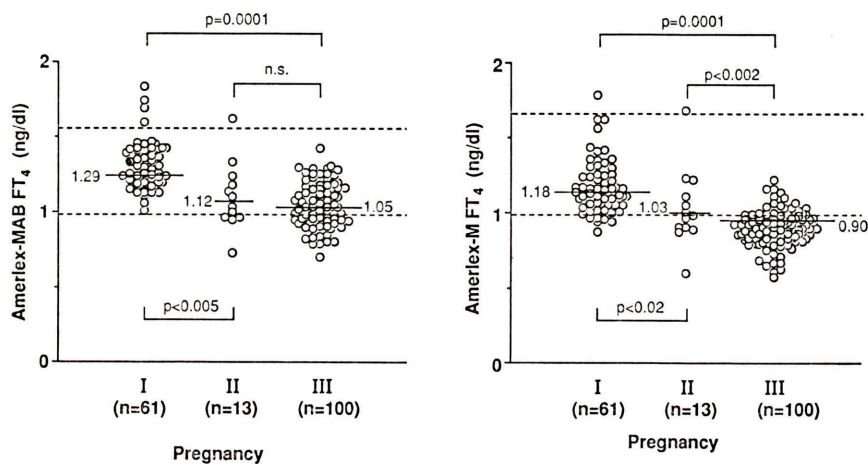 p=0.0001
n.s.
Amerlex-MAB FT4 (ng/dl)
2
1
0
1.29
1.12
1.05
p<0.005
I
II
III
(n=61)
(n=13)
(n=100)
Pregnancy
p=0.0001
p<0.002
Amerlex-M FT4 (ng/dl)
2
1
0
1.18
1.03
0.90
p<0.02
I
II
III
(n=61)
(n=13)
(n=100)
Pregnancy